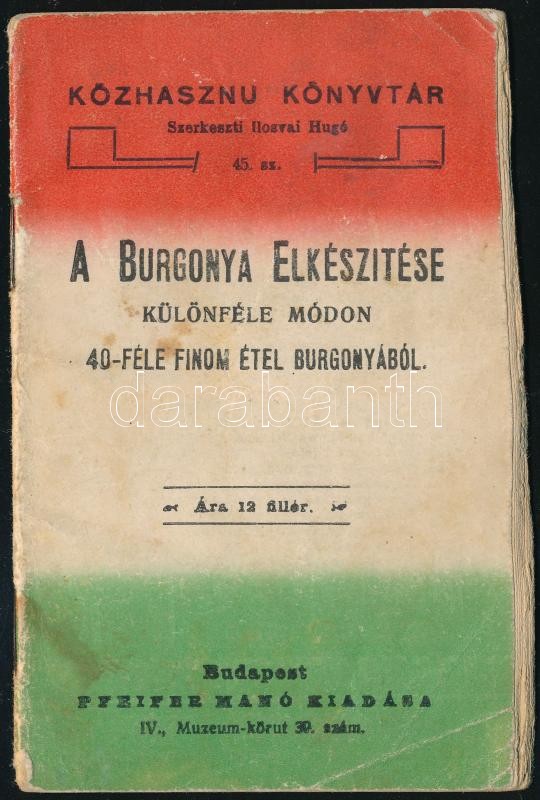 KÖZHASZNU KÖNYVTÁR
Szerkeszti Ilosvai Hugó
45. sz.
A BURGONYA ELKÉSZITÉSE
KÜLÖNFÉLE MÓDON
40-FÉLE FINOM ÉTEL BURGONYÁBÓL.
darabanth
Ára 12 fillér.
Budapest
PFEIFER MANÓ KIADÁSA
IV., Muzeum-körut szám.